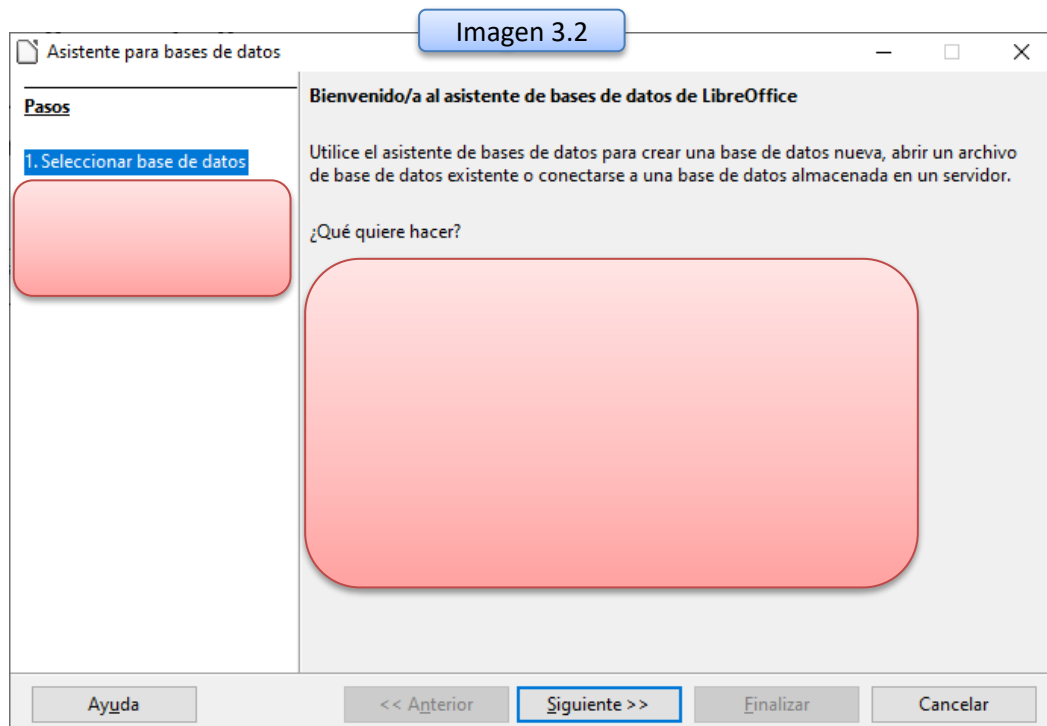 Imagen 3.2
Asistente para bases de datos
Pasos
1. Seleccionar base de datos
Bienvenido/a al asistente de bases de datos de LibreOffice
Utilice el asistente de bases de datos para crear una base de datos nueva, abrir un archivo
de base de datos existente o conectarse a una base de datos almacenada en un servidor.
¿Qué quiere hacer?
Ayuda
<< Anterior
Siguiente >>
Finalizar
Cancelar